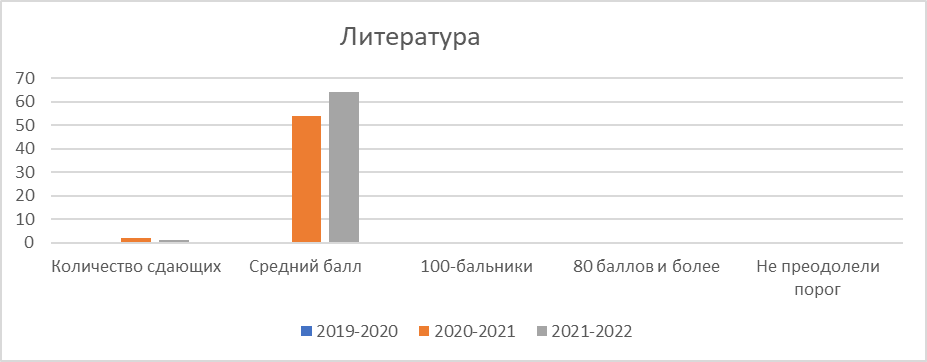 Литература
70
60
50
40
30
20
10
0
Количество сдающих
Средний балл
100-бальники
80 баллов и более
Не преодолели
порог
2019-2020
2020-2021
2021-2022